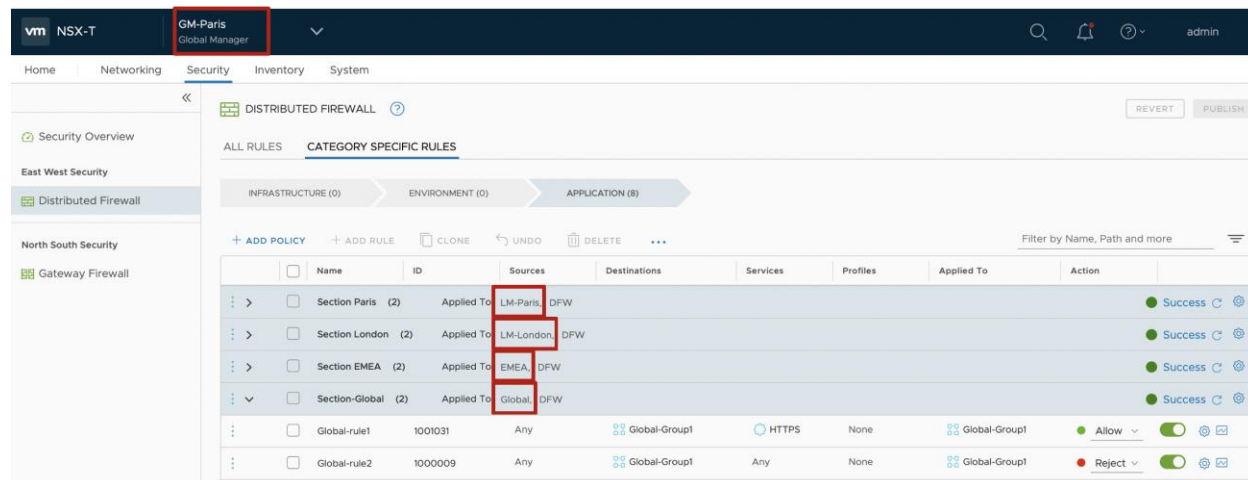 vm NSX-T GM-Paris admin
Global Manager
Home Networking Security Inventory System
DISTRIBUTED FIREWALL REVERT PUBLISH
Security Overview
ALL RULES CATEGORY SPECIFIC RULES
East West Security
Distributed Firewall
INFRASTRUCTURE (0) ENVIRONMENT (0) APPLICATION (8)
North South Security
Gateway Firewall
+ ADD POLICY + ADD RULE CLONE UNDO DELETE ... Filter by Name, Path and more
Name ID Sources Destinations Services Profiles Applied To Action
Section Paris (2) Applied To LM-Paris, DFW Success
Section London (2) Applied To LM-London, DFW Success
Section EMEA (2) Applied To EMEA, DFW Success
Section-Global (2) Applied To Global, DFW Success
Global-rule1 1001031 Any Global-Group1 HTTPS None Global-Group1 Allow
Global-rule2 1000009 Any Global-Group1 Any None Global-Group1 Reject